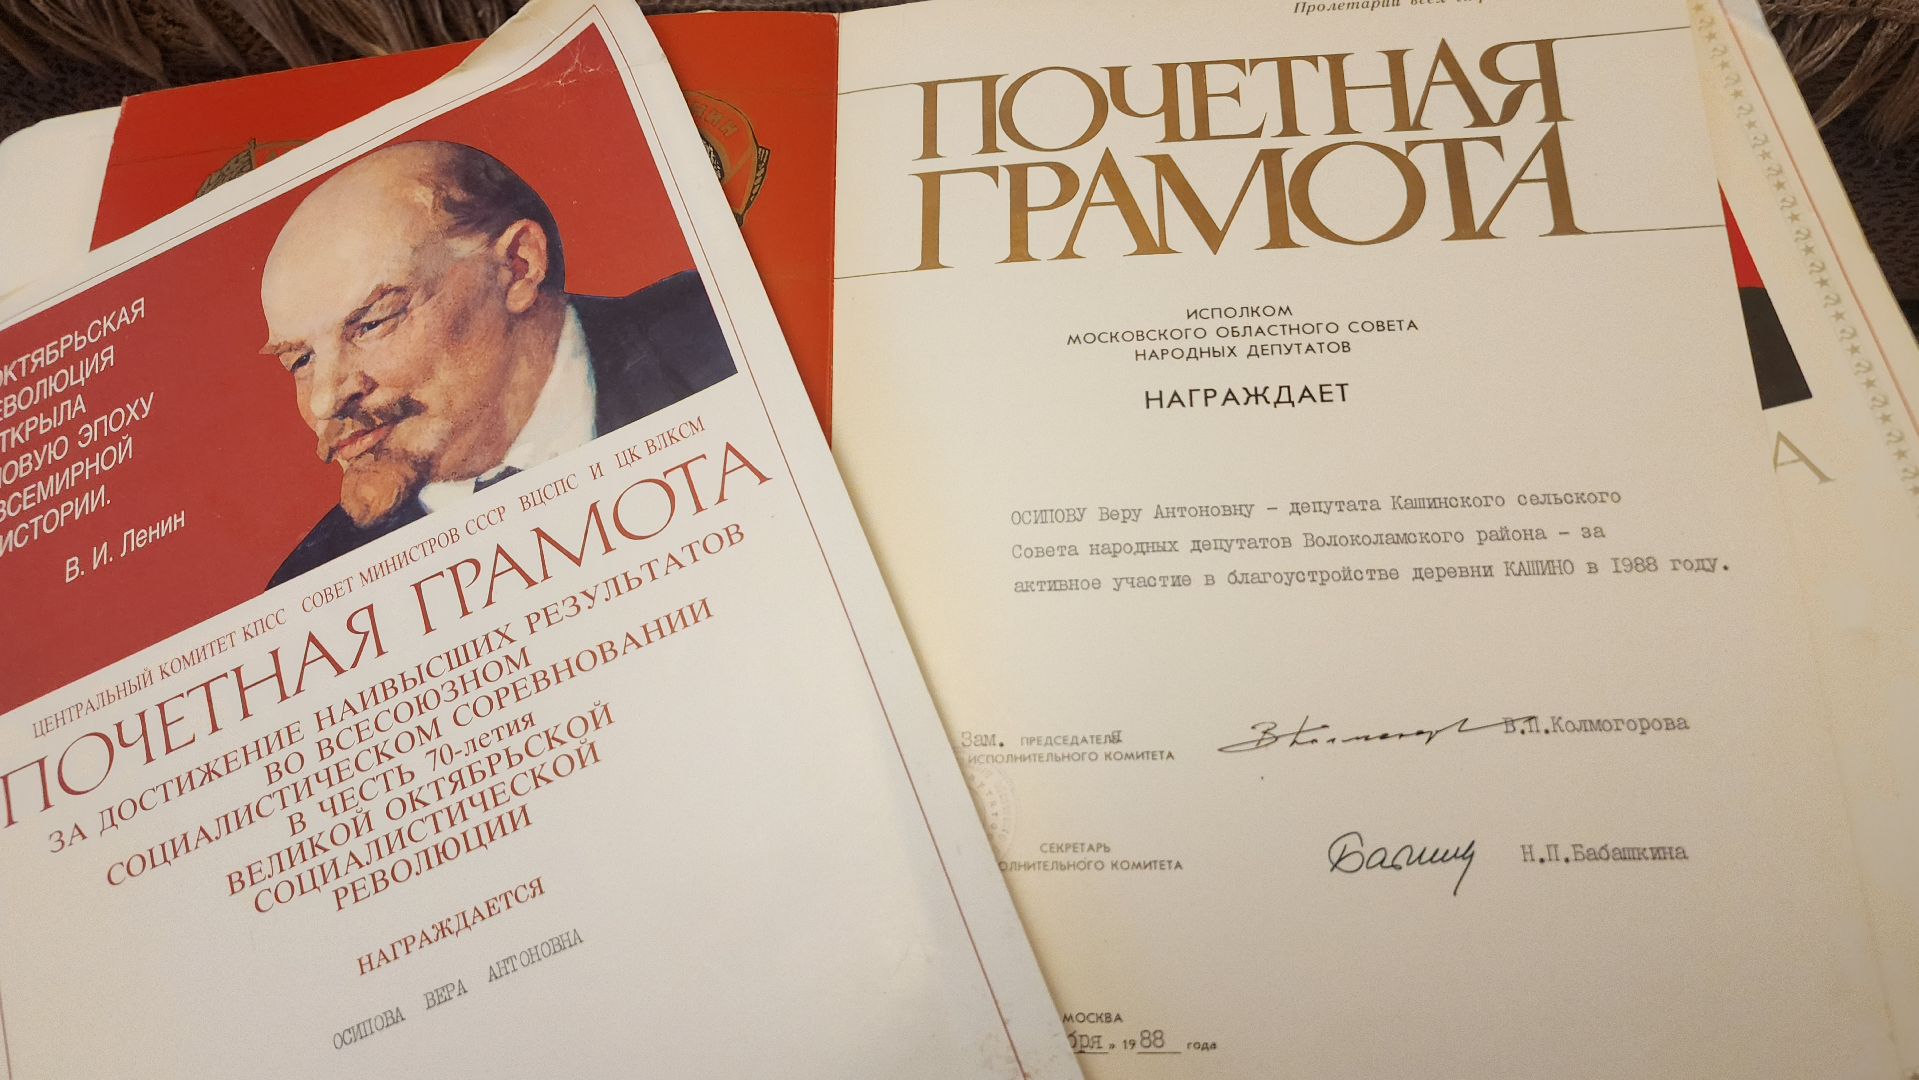 ОКТЯБРЬСКАЯ
РЕВОЛЮЦИЯ
ОТКРЫЛА
НОВУЮ ЭПОХУ
ВСЕМИРНОЙ
ИСТОРИИ.
В. И. Ленин
ЦЕНТРАЛЬНЫЙ КОМИТЕТ КПСС СОВЕТ МИНИСТРОВ СССР ВЦСПС И ЦК ВЛКСМ
ПОЧЕТНАЯ ГРАМОТА
ЗА ДОСТИЖЕНИЕ НАИВЫСШИХ РЕЗУЛЬТАТОВ
ВО ВСЕСОЮЗНОМ
СОЦИАЛИСТИЧЕСКОМ СОРЕВНОВАНИИ
В ЧЕСТЬ 70-летия
ВЕЛИКОЙ ОКТЯБРЬСКОЙ
СОЦИАЛИСТИЧЕСКОЙ
РЕВОЛЮЦИИ
НАГРАЖДАЕТСЯ
ОСИПОВА ВЕРА АНТОНОВНА
Пролетарии всех
ПОЧЕТНАЯ
ГРАМОТА
ИСПОЛКОМ
МОСКОВСКОГО ОБЛАСТНОГО СОВЕТА
НАРОДНЫХ ДЕПУТАТОВ
НАГРАЖДАЕТ
ОСИПОВУ Веру Антоновну – депутата Кашинского сельского
Совета народных депутатов Волоколамского района – за
активное участие в благоустройстве деревни КАШИНО в 1988 году.
Зам. ПРЕДСЕДАТЕЛЯ
ИСПОЛНИТЕЛЬНОГО КОМИТЕТА
В.П.Колмогорова
СЕКРЕТАРЬ
ОЛНИТЕЛЬНОГО КОМИТЕТА
Н.П.Бабашкина
МОСКВА
бря » 1988 года
А